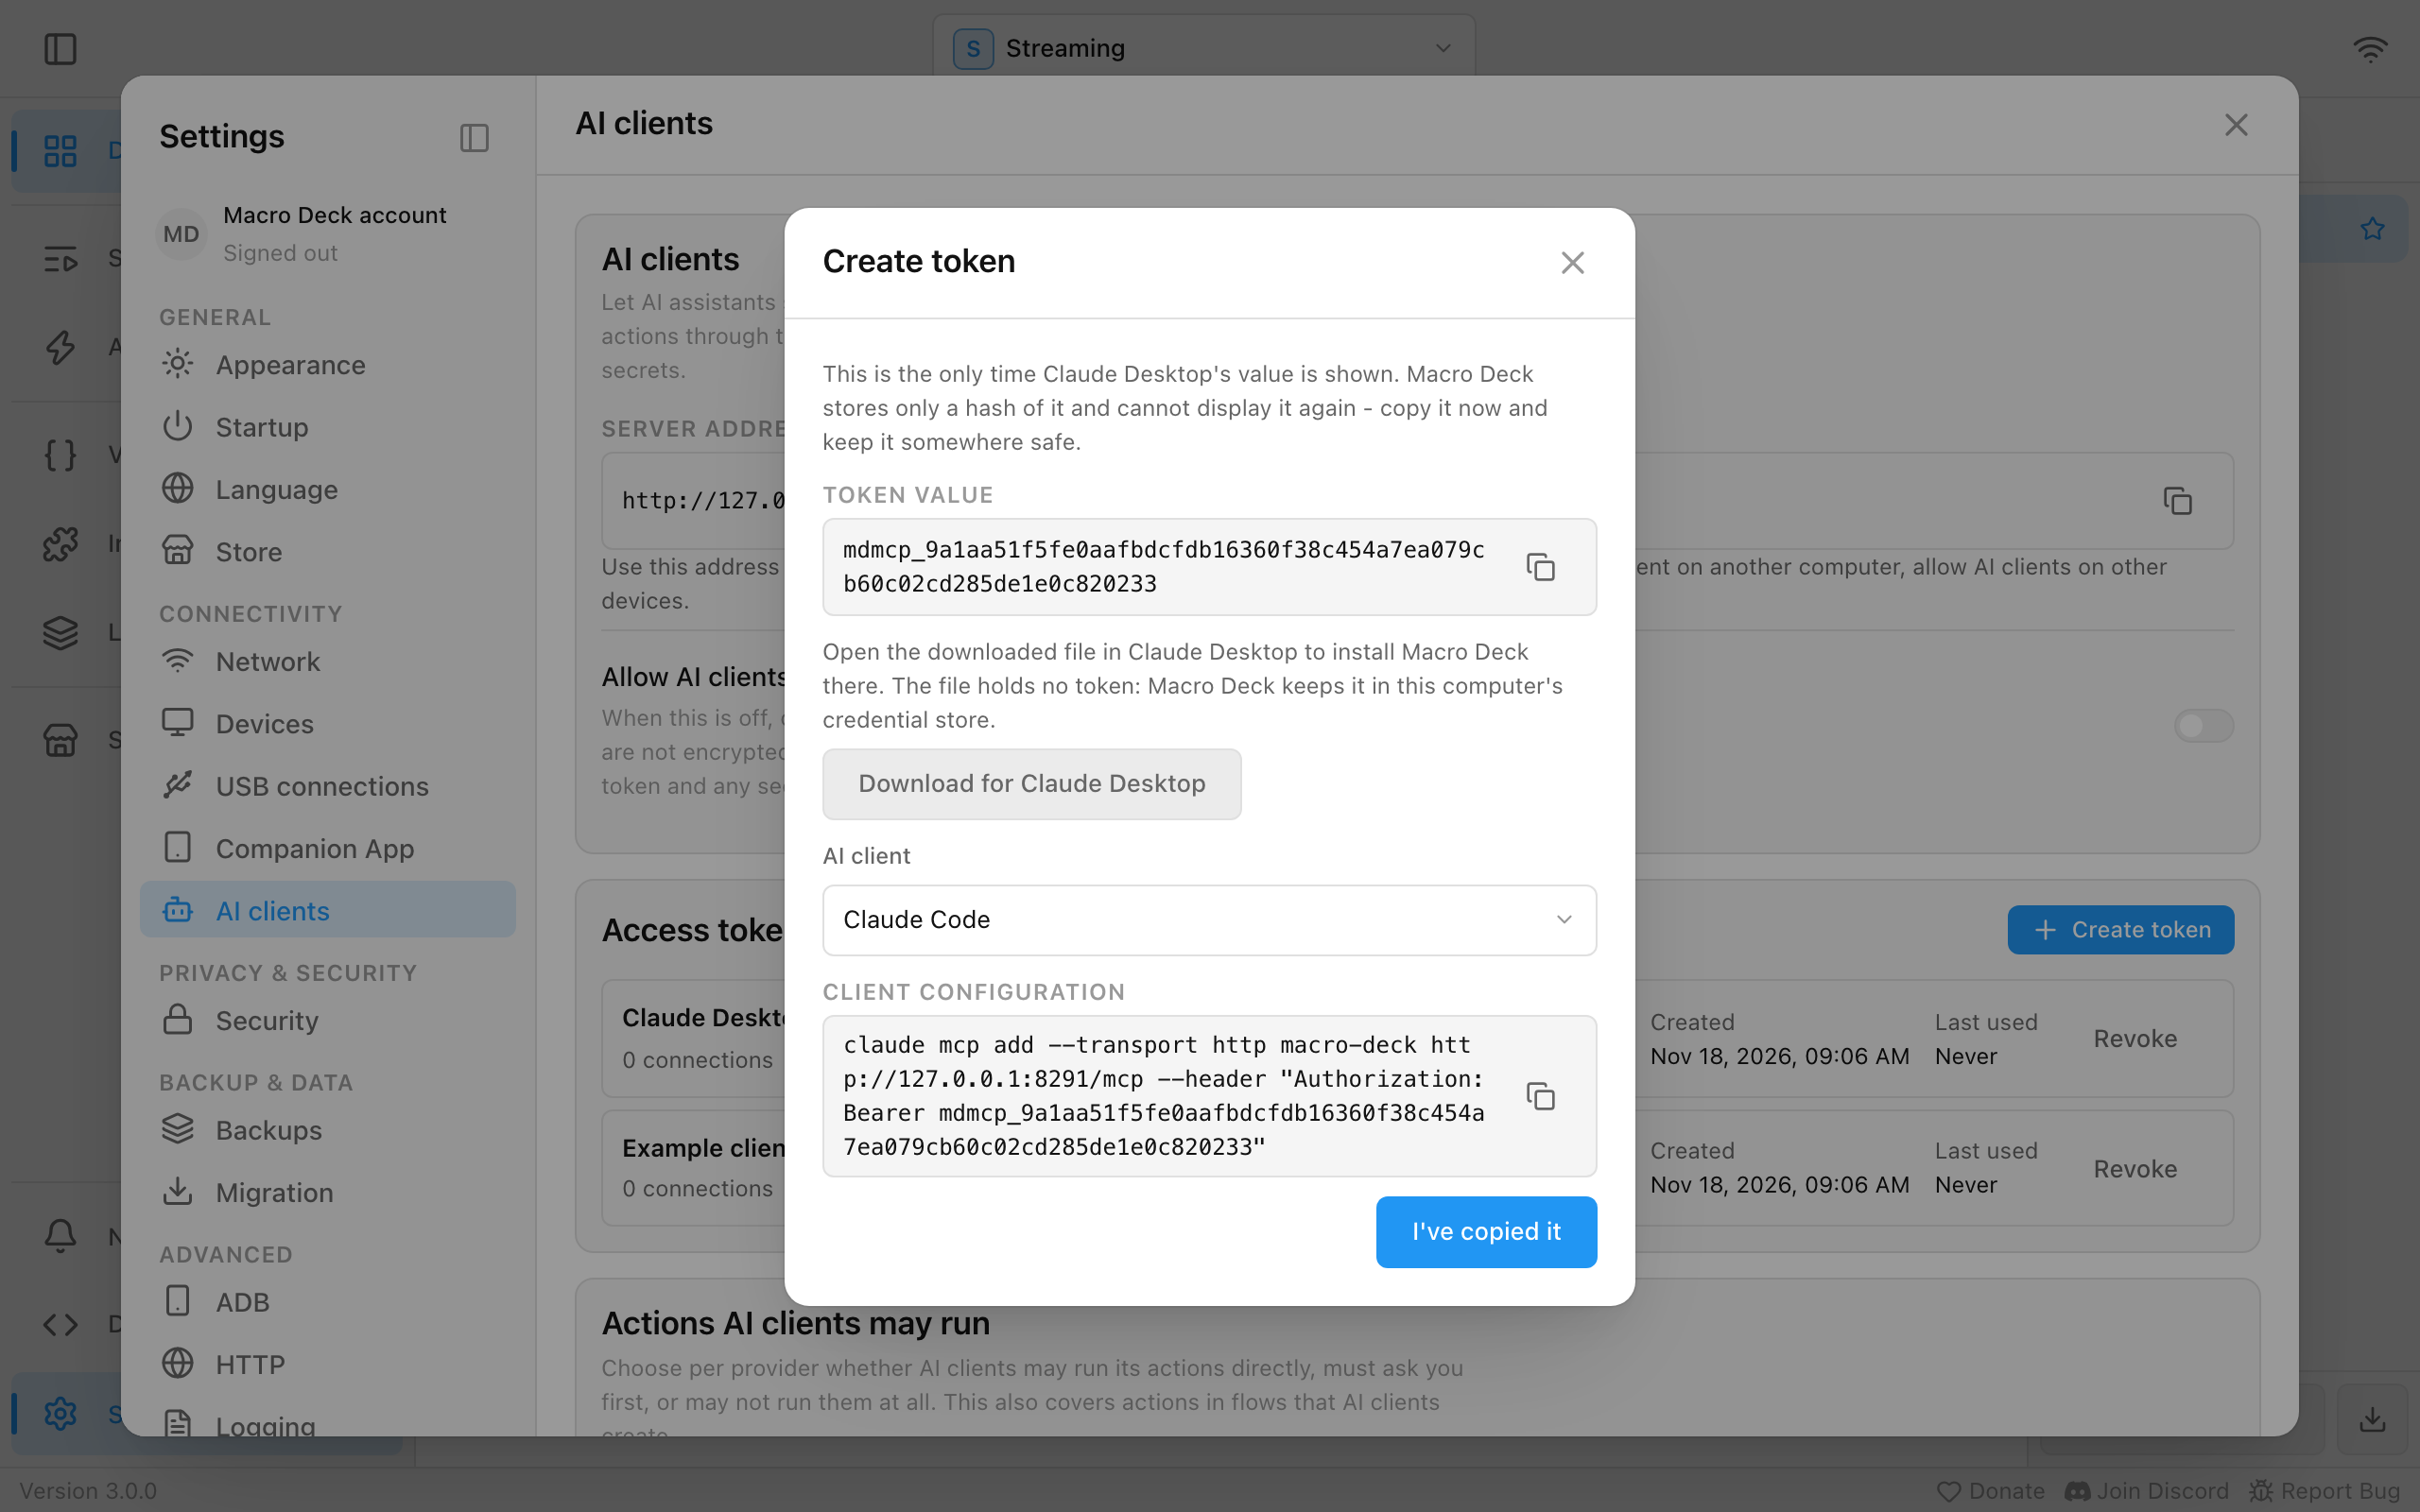 S Streaming
Settings
MD
Macro Deck account
Signed out
GENERAL
Appearance
Startup
Language
Store
CONNECTIVITY
Network
Devices
USB connections
Companion App
AI clients
PRIVACY & SECURITY
Security
BACKUP & DATA
Backups
Migration
ADVANCED
ADB
HTTP
Logging
AI clients
AI clients
Let AI assistants
actions through
secrets.
SERVER ADDRE
http://127.0
Use this address
ent on another computer, allow AI clients on other
devices.
Allow AI clients
When this is off,
are not encrypted
token and any se
Access toke
Create token
Claude Deskt
0 connections
Created
Nov 18, 2026, 09:06 AM
Last used
Never
Revoke
Example clien
0 connections
Created
Nov 18, 2026, 09:06 AM
Last used
Never
Revoke
Actions AI clients may run
Choose per provider whether AI clients may run its actions directly, must ask you
first, or may not run them at all. This also covers actions in flows that AI clients
create.
Create token
This is the only time Claude Desktop's value is shown. Macro Deck
stores only a hash of it and cannot display it again - copy it now and
keep it somewhere safe.
TOKEN VALUE
mdmcp_9a1aa51f5fe0aafbdcfdb16360f38c454a7ea079c
b60c02cd285de1e0c820233
Open the downloaded file in Claude Desktop to install Macro Deck
there. The file holds no token: Macro Deck keeps it in this computer's
credential store.
Download for Claude Desktop
AI client
Claude Code
CLIENT CONFIGURATION
claude mcp add --transport http macro-deck htt
p://127.0.0.1:8291/mcp --header "Authorization:
Bearer mdmcp_9a1aa51f5fe0aafbdcfdb16360f38c454a
7ea079cb60c02cd285de1e0c820233"
I've copied it
Version 3.0.0
Donate
Join Discord
Report Bug